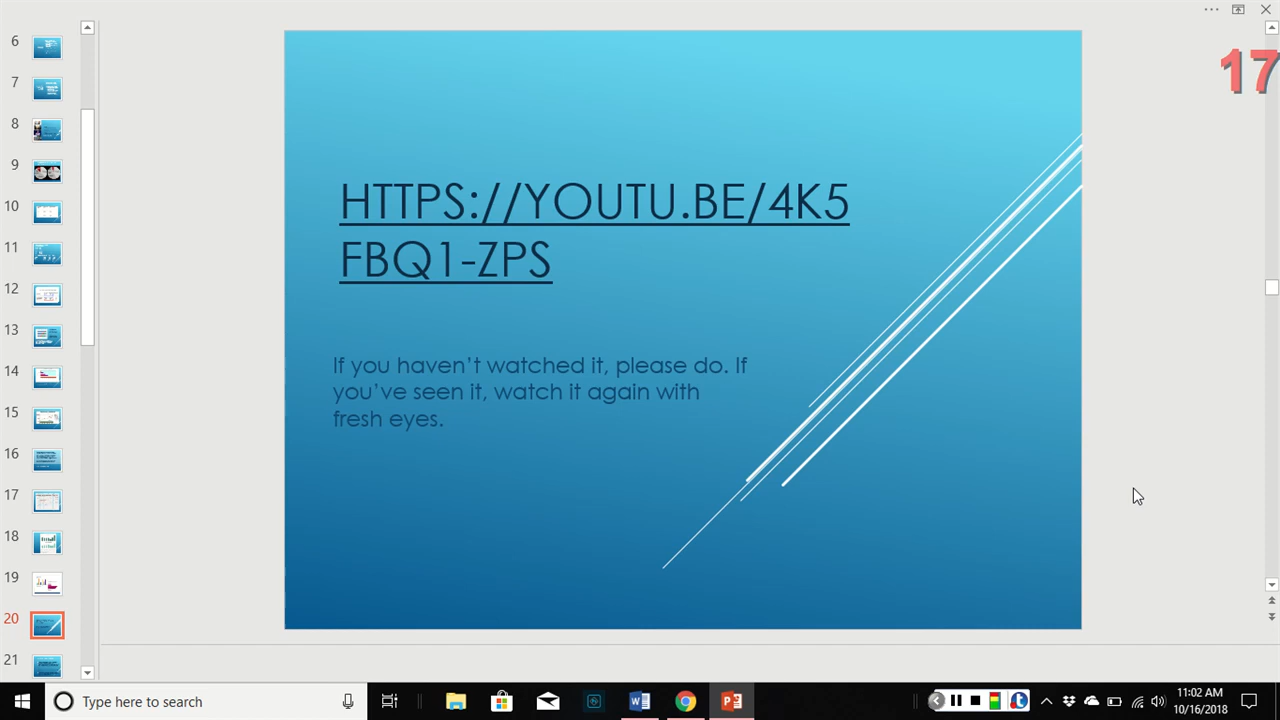 6
7
8
9
10
11
12
13
14
15
16
17
18
19
20
21
17
HTTPS://YOUTU.BE/4K5
FBQ1-ZPS
If you haven't watched it, please do. If
you've seen it, watch it again with
fresh eyes.
Type here to search
11:02 AM
10/16/2018